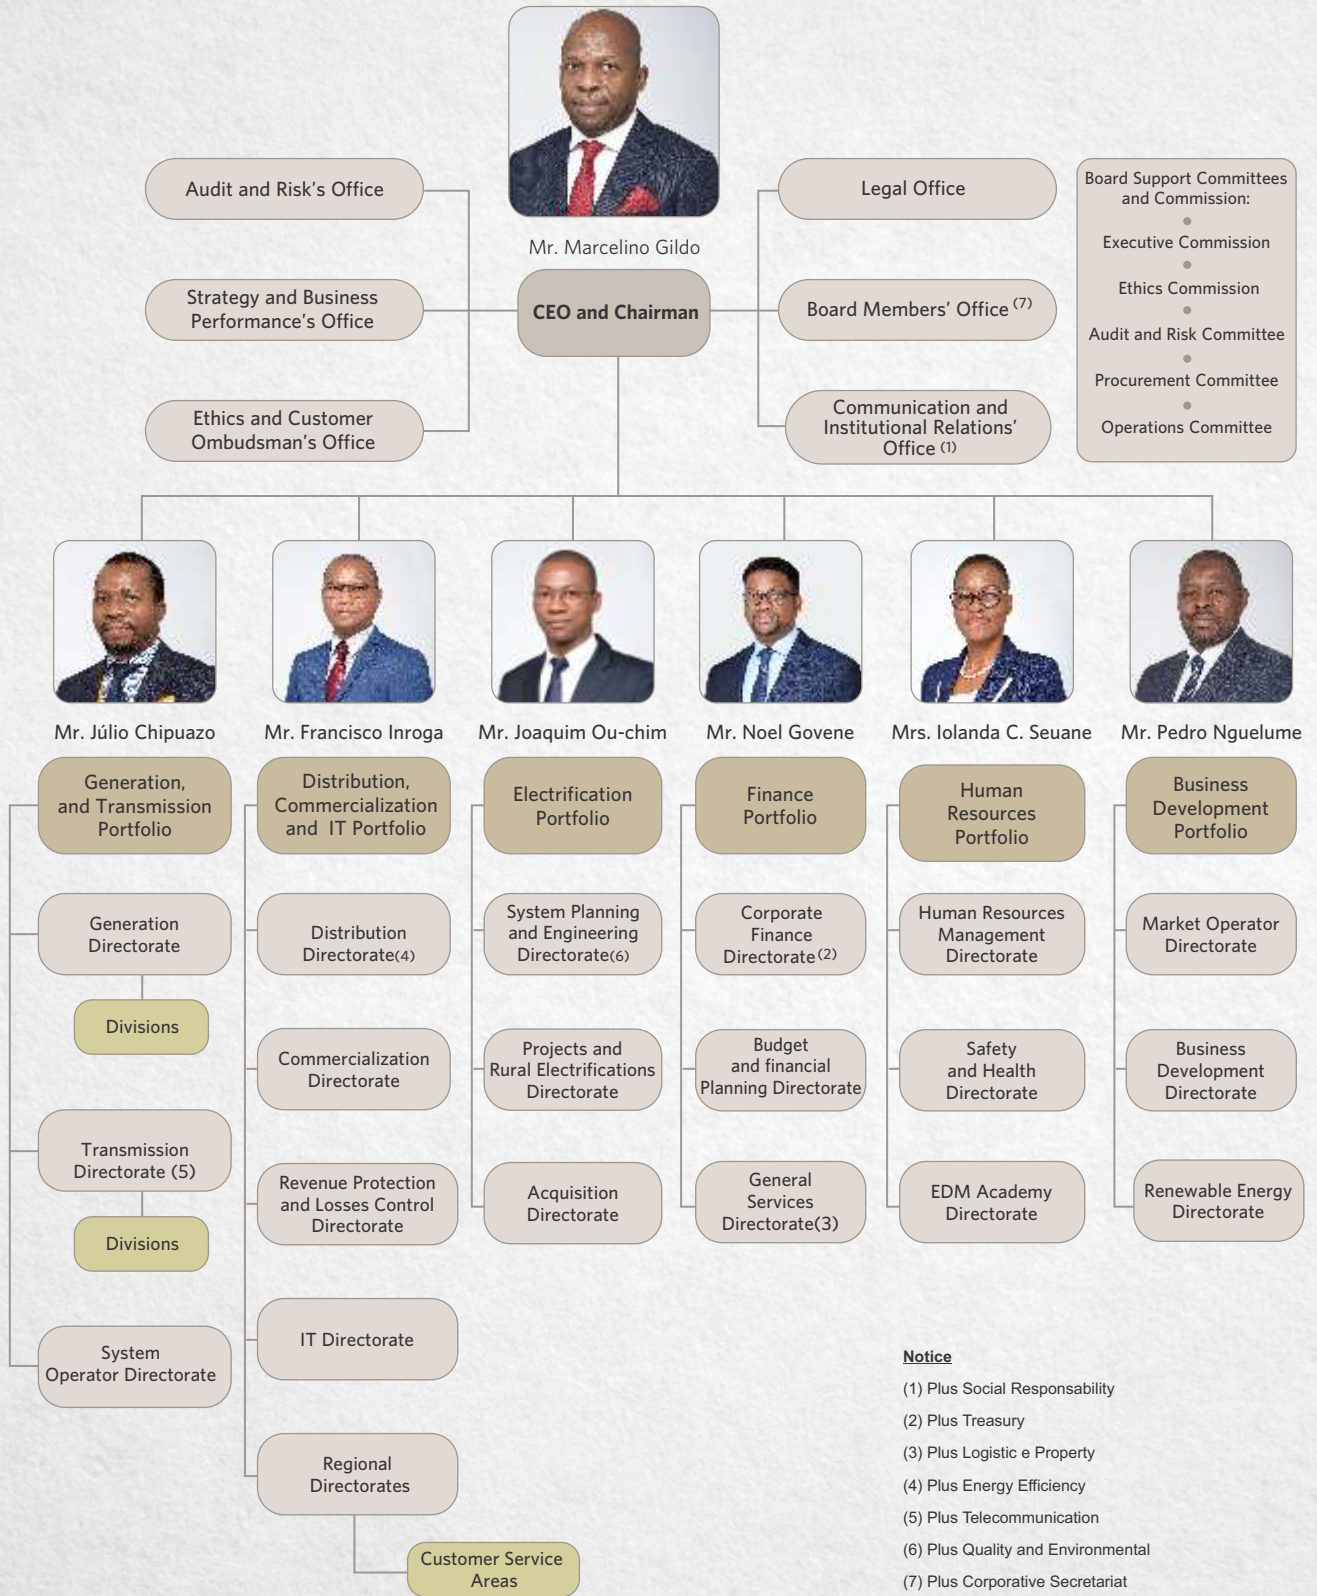 Mr. Marcelino Gildo
CEO and Chairman
Audit and Risk's Office
Strategy and Business
Performance's Office
Ethics and Customer
Ombudsman's Office
Legal Office
Board Members' Office (7)
Communication and
Institutional Relations'
Office (1)
Board Support Committees
and Commission:
Executive Commission
Ethics Commission
Audit and Risk Committee
Procurement Committee
Operations Committee
Mr. Júlio Chipuazo
Generation,
and Transmission
Portfolio
Generation
Directorate
Divisions
Transmission
Directorate (5)
Divisions
System
Operator Directorate
Mr. Francisco Inroga
Distribution,
Commercialization
and IT Portfolio
Distribution
Directorate(4)
Commercialization
Directorate
Revenue Protection
and Losses Control
Directorate
IT Directorate
Regional
Directorates
Customer Service
Areas
Mr. Joaquim Ou-chim
Electrification
Portfolio
System Planning
and Engineering
Directorate(6)
Projects and
Rural Electrifications
Directorate
Acquisition
Directorate
Mr. Noel Govene
Finance
Portfolio
Corporate
Finance
Directorate(2)
Budget
and financial
Planning Directorate
General
Services
Directorate(3)
Mrs. Iolanda C. Seuane
Human
Resources
Portfolio
Human Resources
Management
Directorate
Safety
and Health
Directorate
EDM Academy
Directorate
Mr. Pedro Nguelume
Business
Development
Portfolio
Market Operator
Directorate
Business
Development
Directorate
Renewable Energy
Directorate
Notice
(1) Plus Social Responsability
(2) Plus Treasury
(3) Plus Logistic e Property
(4) Plus Energy Efficiency
(5) Plus Telecommunication
(6) Plus Quality and Environmental
(7) Plus Corporative Secretariat